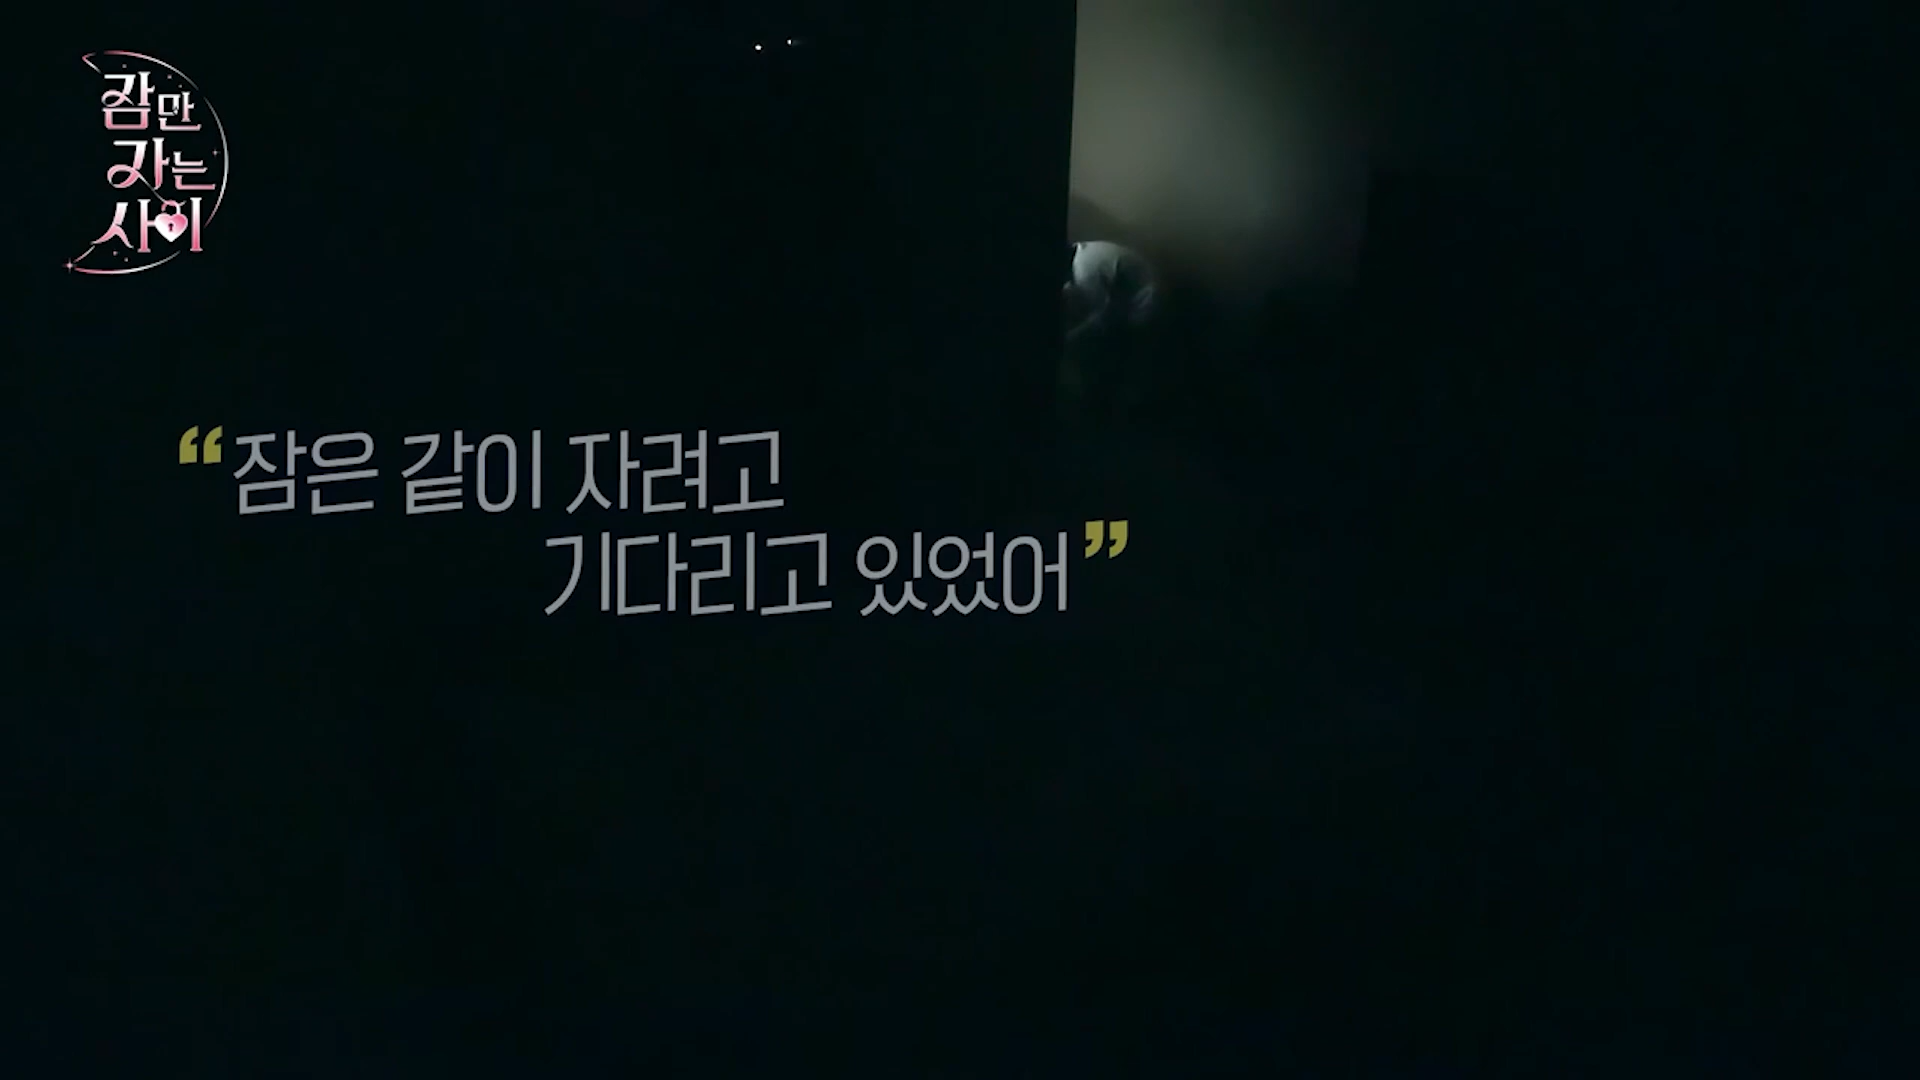 잠만
자는
사이
“잠은 같이 자려고
기다리고 있었어”